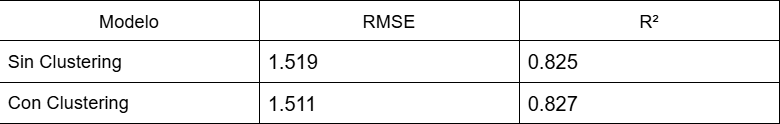 Modelo RMSE R²
Sin Clustering 1.519 0.825
Con Clustering 1.511 0.827